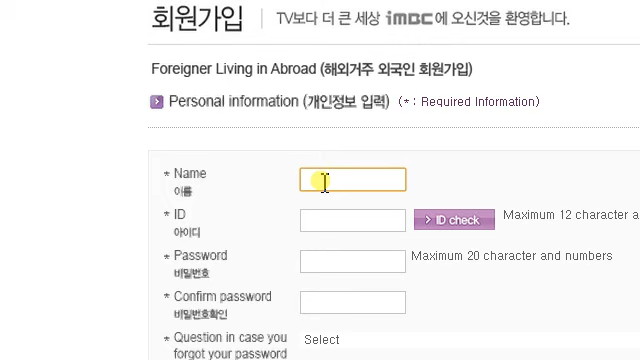 회원가입 TV보다 더 큰 세상 iMBC에 오신것을 환영합니다.
Foreigner Living in Abroad (해외거주 외국인 회원가입)
Personal information (개인정보 입력) (* : Required Information)
* Name
이름
* ID ID check Maximum 12 character a
아이디
* Password Maximum 20 character and numbers
비밀번호
* Confirm password
비밀번호확인
* Question in case you Select
forgot your password